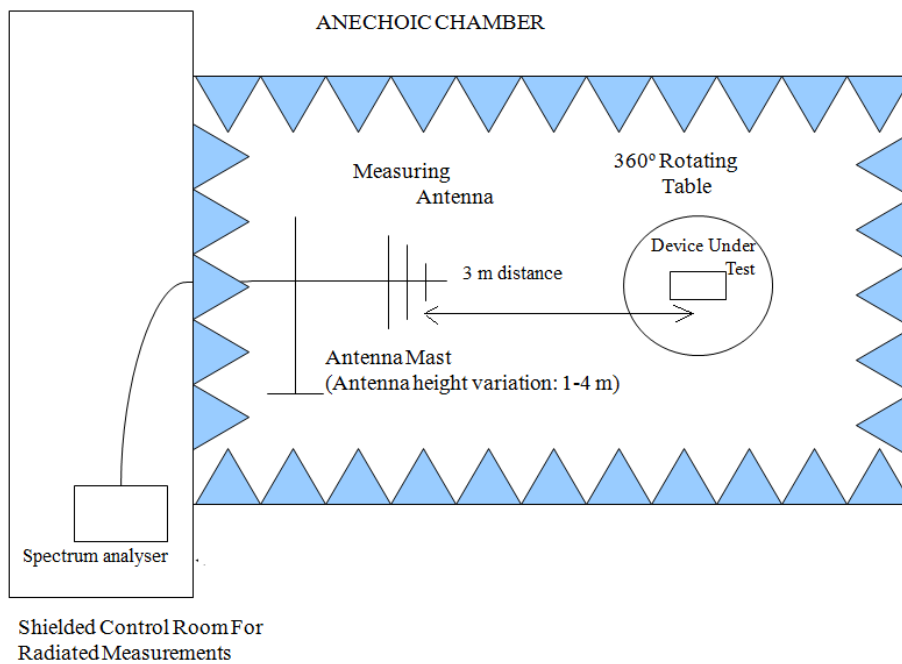 ANECHOIC CHAMBER
360° Rotating
Table
Measuring
Antenna
Device Under
Test
3 m distance
Antenna Mast
(Antenna height variation: 1-4 m)
Spectrum analyser
Shielded Control Room For
Radiated Measurements